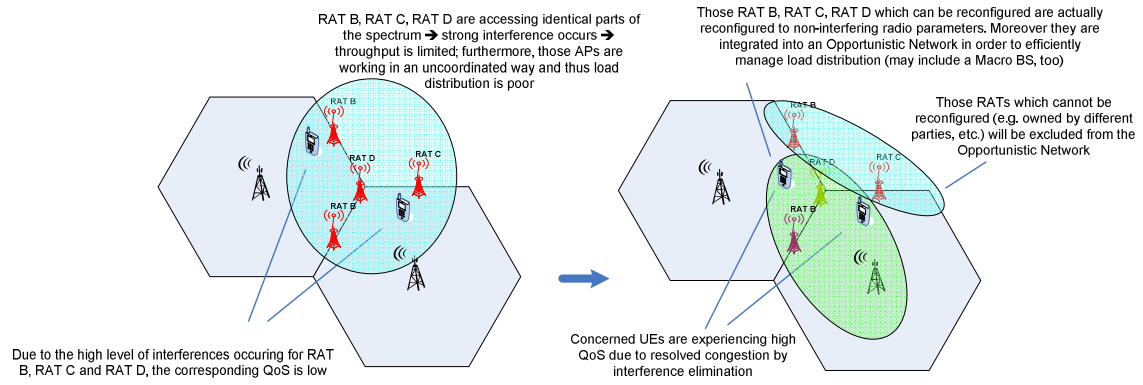 RAT B, RAT C, RAT D are accessing identical parts
of the spectrum ➔ strong interference occurs ➔
throughput is limited; furthermore, those APs are
working in an uncoordinated way and thus load
distribution is poor
RAT B
RAT D
RAT C
RAT B
Due to the high level of interferences occuring for RAT
B, RAT C and RAT D, the corresponding QoS is low
Those RAT B, RAT C, RAT D which can be reconfigured are actually
reconfigured to non-interfering radio parameters. Moreover they are
integrated into an Opportunistic Network in order to efficiently
manage load distribution (may include a Macro BS, too)
Those RATs which cannot be
reconfigured (e.g. owned by different
parties, etc.) will be excluded from the
Opportunistic Network
RAT B
RAT D
RAT C
RAT B
Concerned UEs are experiencing high
QoS due to resolved congestion by
interference elimination